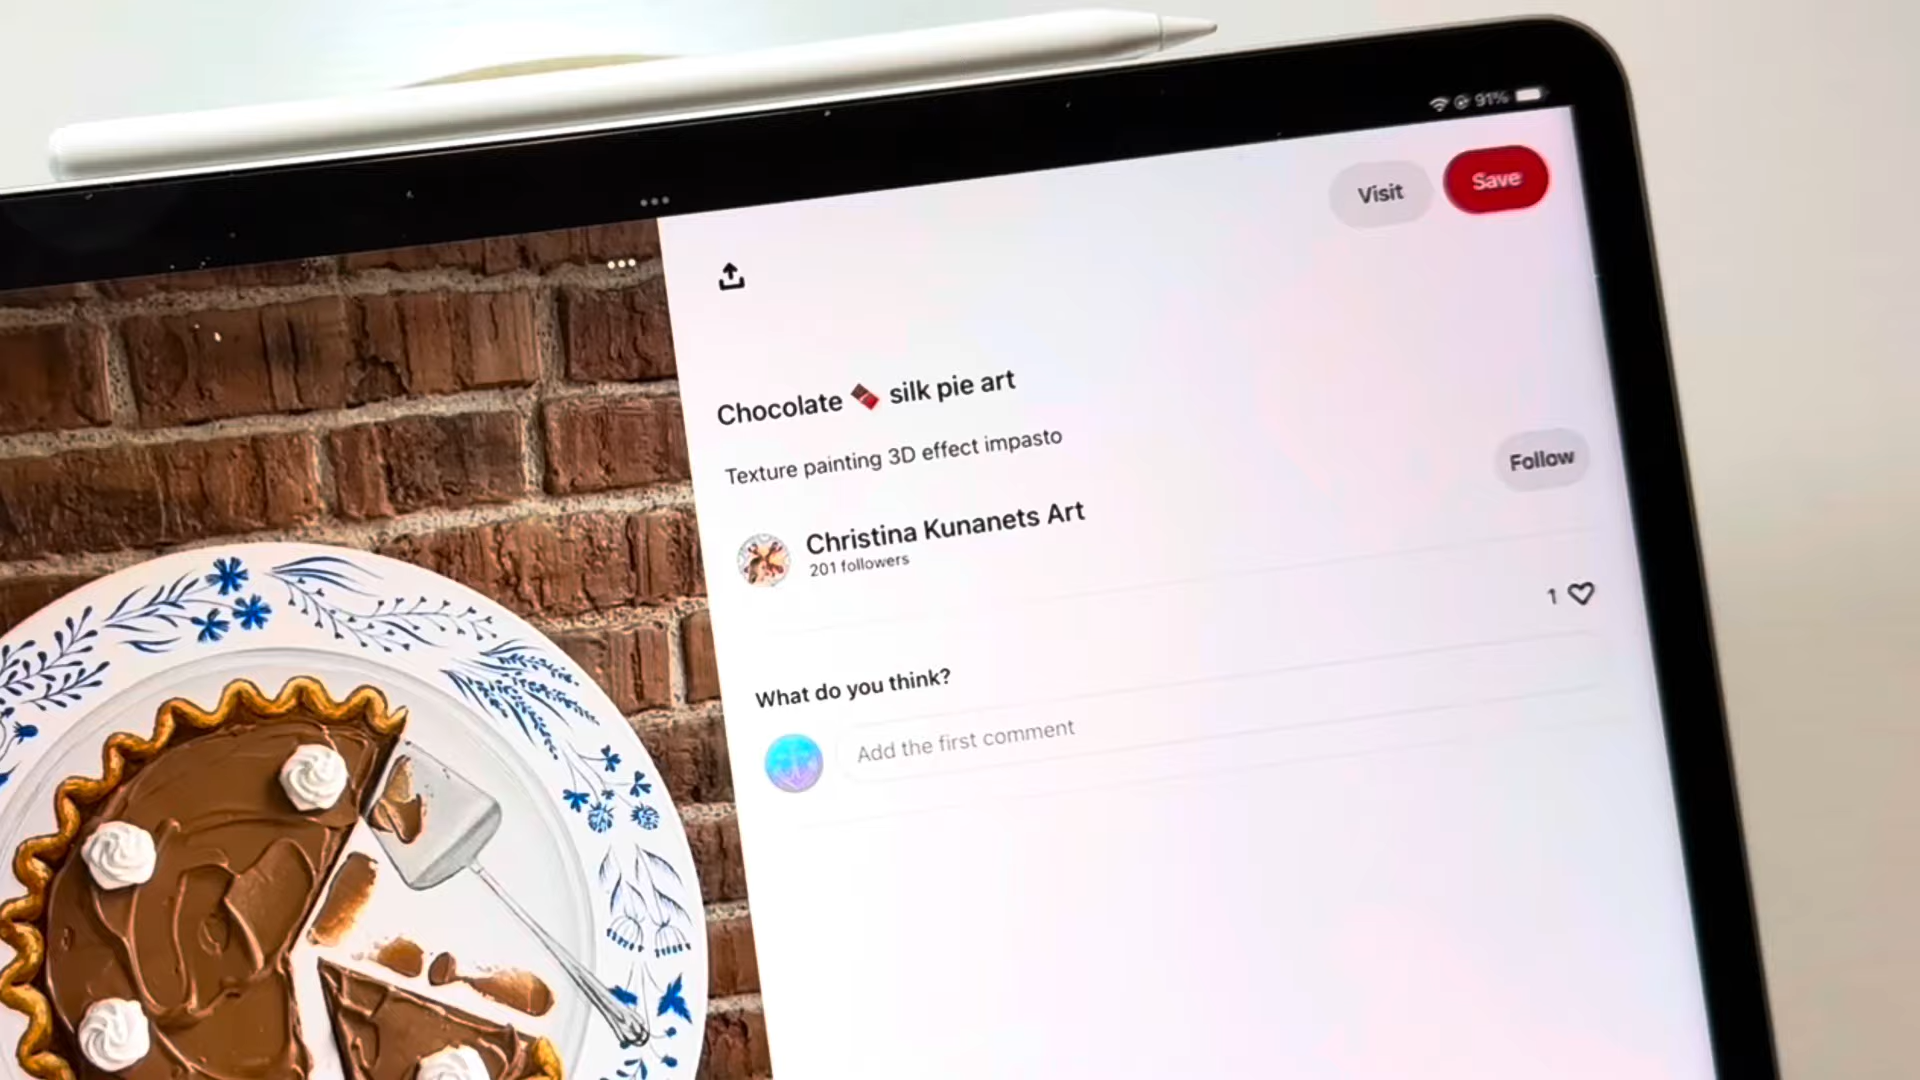 91%
Visit
Save
Chocolate 🍫 silk pie art
Texture painting 3D effect impasto
Follow
Christina Kunanets Art
201 followers
1
What do you think?
Add the first comment